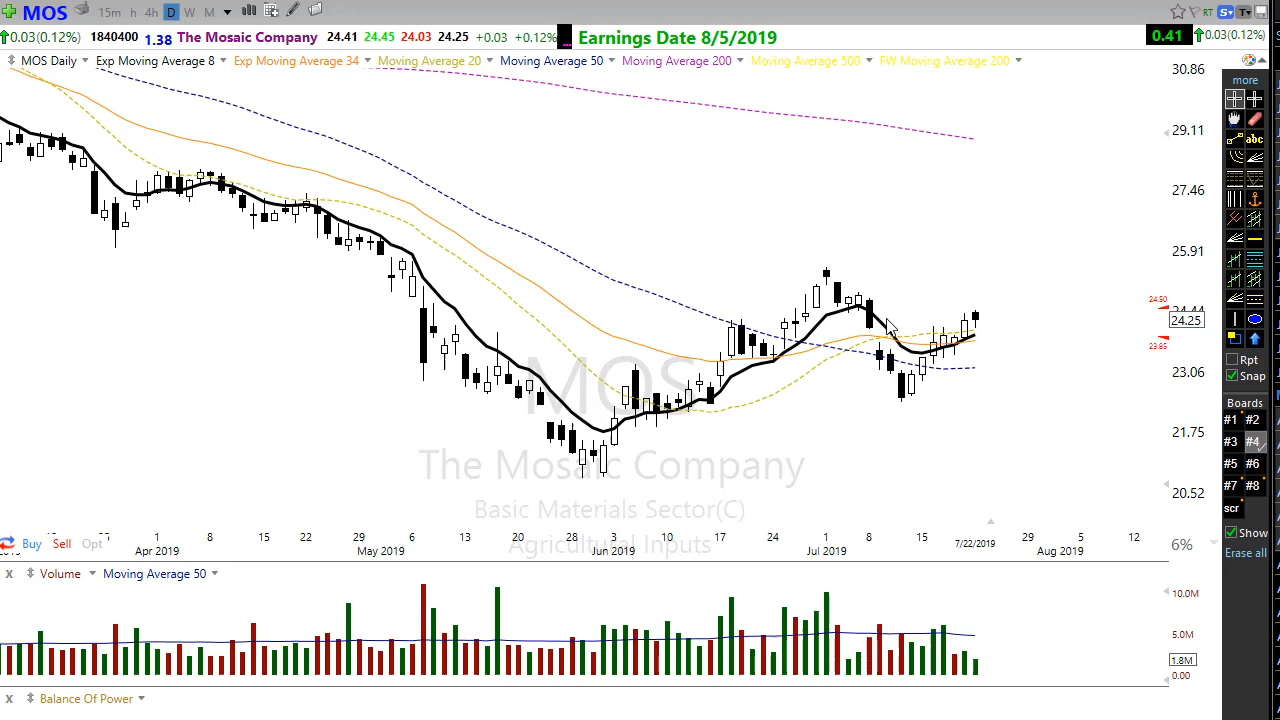 MOS 15m h 4h D W M RT S T
0.03(0.12%) 1840400 1.38 The Mosaic Company 24.41 24.45 24.03 24.25 +0.03 +0.12% Earnings Date 8/5/2019 0.41 0.03(0.12%)
MOS Daily Exp Moving Average 8 Exp Moving Average 34 Moving Average 20 Moving Average 50 Moving Average 200 Moving Average 500 FW Moving Average 200
30.86
29.11
27.46
25.91
24.50
24.44
24.25
23.65
23.06
21.75
20.52
MOS
The Mosaic Company
Basic Materials Sector(C)
Agricultural Inputs
1 8 15 22 29 6 13 20 28 3 10 17 24 1 8 15 7/22/2019 29 5 12
Apr 2019 May 2019 Jun 2019 Jul 2019 Aug 2019
Buy Sell Opt
6%
X Volume Moving Average 50
10.0M
5.0M
1.8M
0.00
X Balance Of Power
more
abc
Rpt
Snap
Boards
#1 #2
#3 #4
#5 #6
#7 #8
scr
Show
Erase all